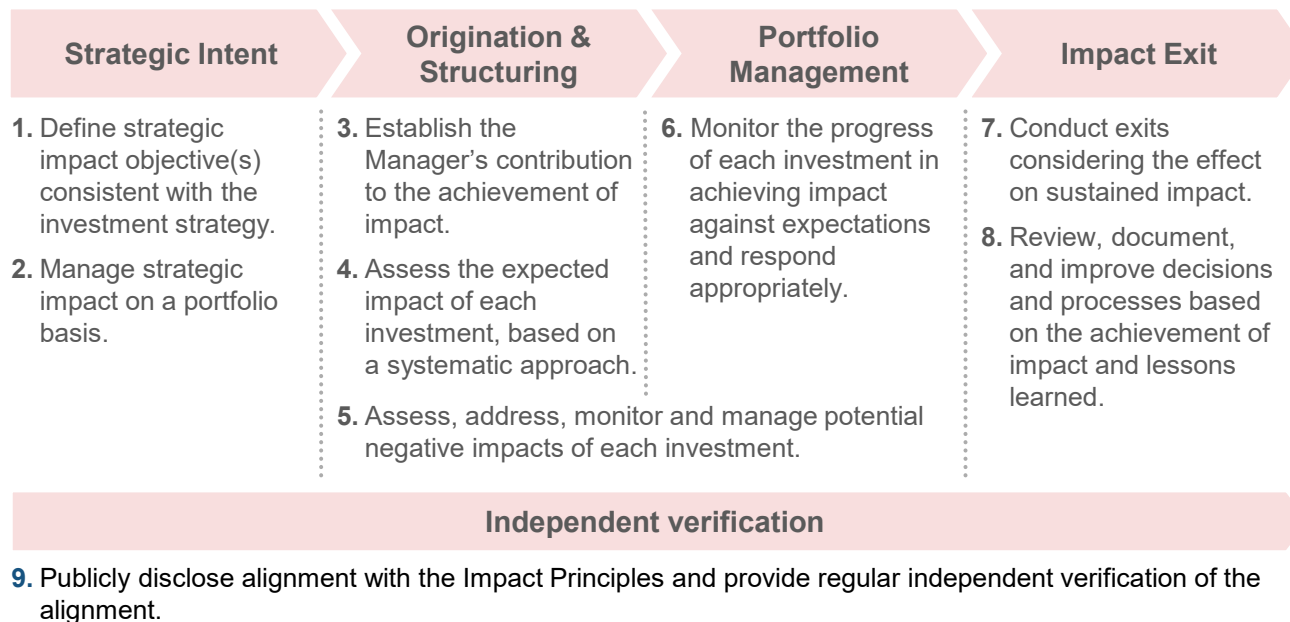 Strategic Intent
Origination &
Structuring
Portfolio
Management
Impact Exit
1. Define strategic
impact objective(s)
consistent with the
investment strategy.
2. Manage strategic
impact on a portfolio
basis.
3. Establish the
Manager’s contribution
to the achievement of
impact.
4. Assess the expected
impact of each
investment, based on
a systematic approach.
5. Assess, address, monitor and manage potential
negative impacts of each investment.
6. Monitor the progress
of each investment in
achieving impact
against expectations
and respond
appropriately.
7. Conduct exits
considering the effect
on sustained impact.
8. Review, document,
and improve decisions
and processes based
on the achievement of
impact and lessons
learned.
Independent verification
9. Publicly disclose alignment with the Impact Principles and provide regular independent verification of the
alignment.